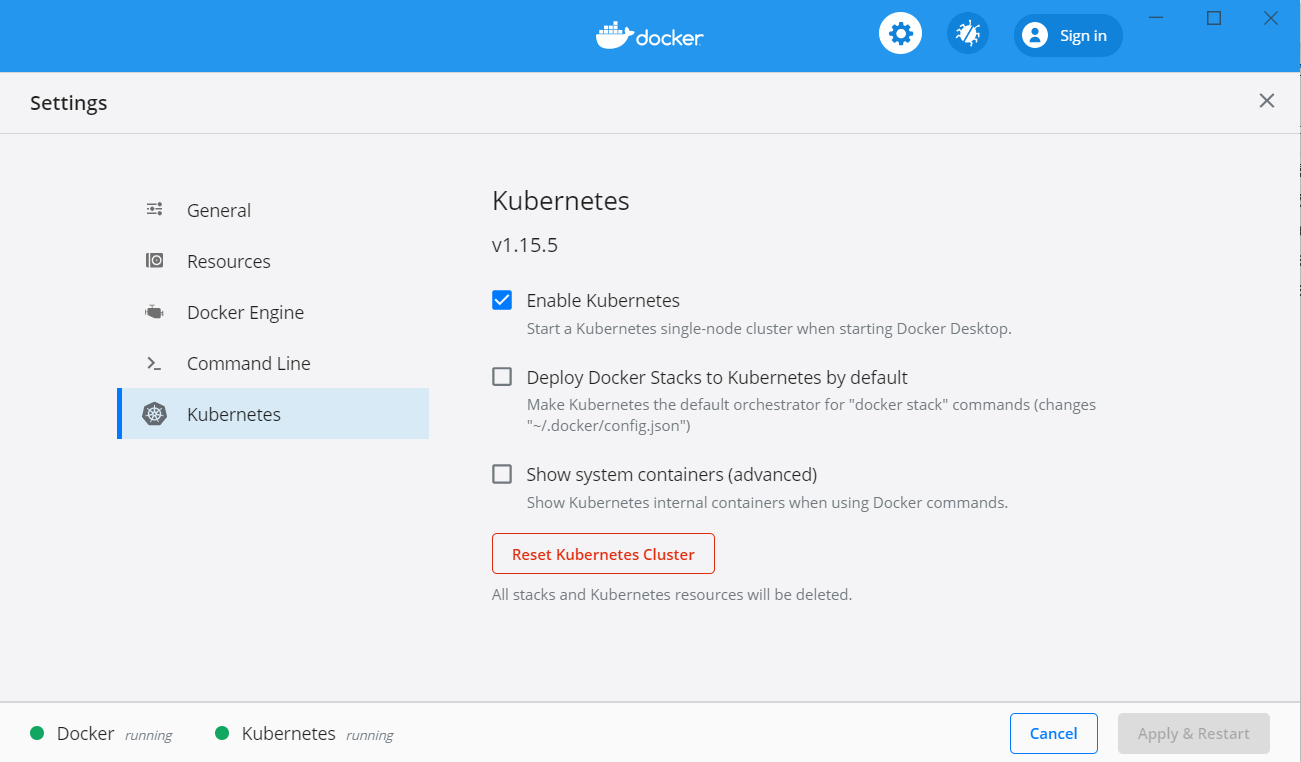 docker
Sign in
Settings
General
Resources
Docker Engine
Command Line
Kubernetes
Kubernetes
v1.15.5
Enable Kubernetes
Start a Kubernetes single-node cluster when starting Docker Desktop.
Deploy Docker Stacks to Kubernetes by default
Make Kubernetes the default orchestrator for "docker stack" commands (changes
"~/.docker/config.json")
Show system containers (advanced)
Show Kubernetes internal containers when using Docker commands.
Reset Kubernetes Cluster
All stacks and Kubernetes resources will be deleted.
Docker running
Kubernetes running
Cancel
Apply & Restart